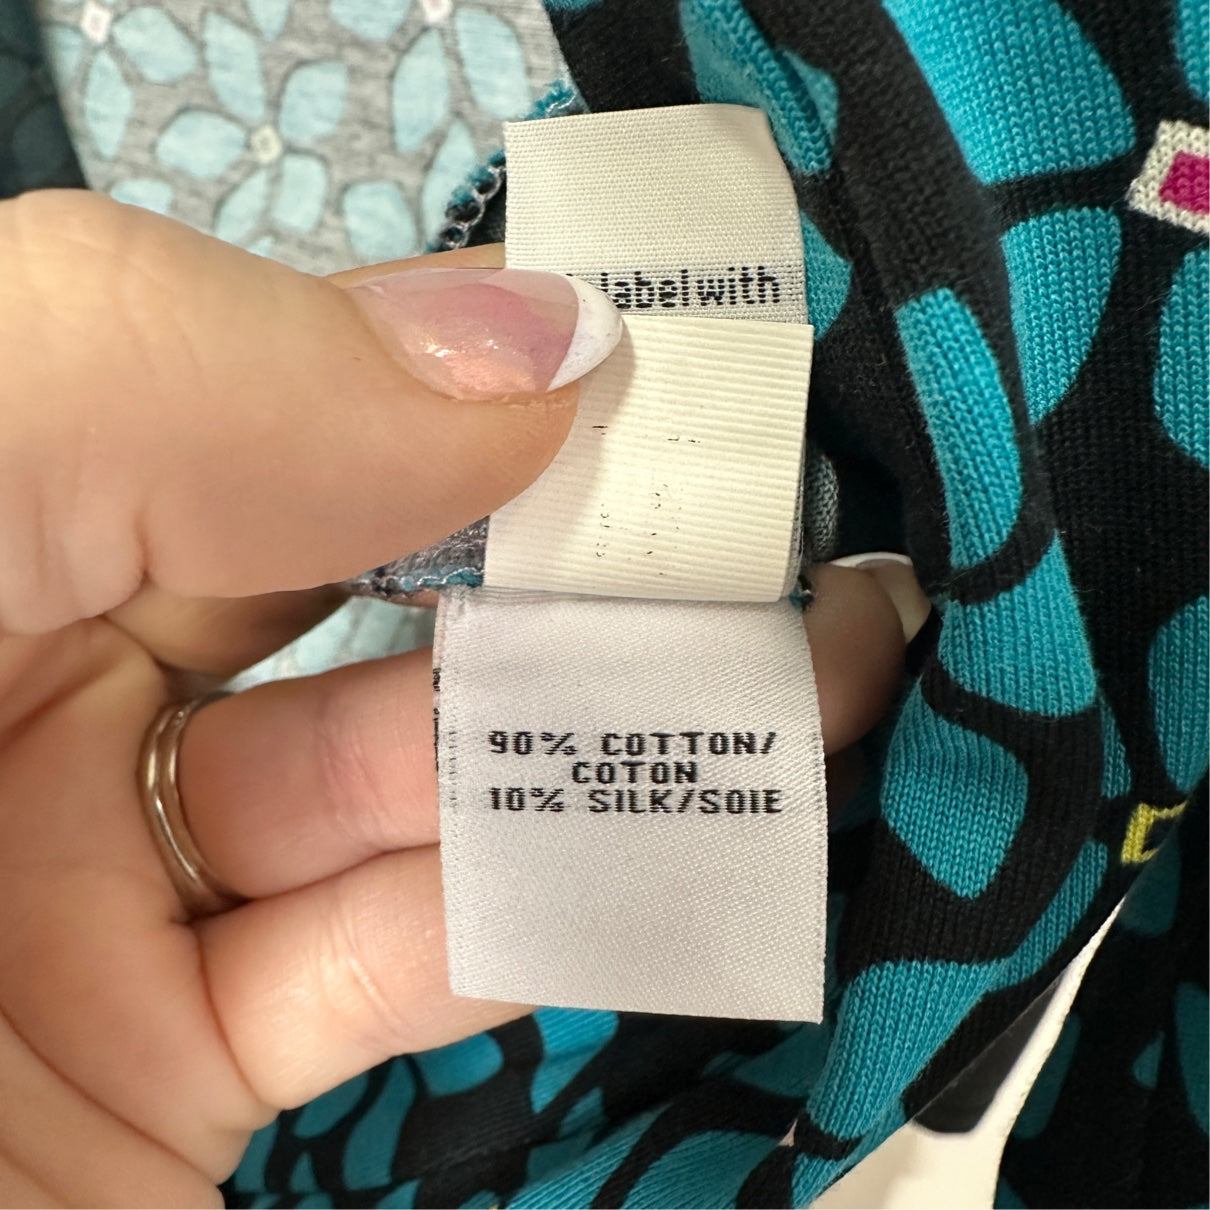 label with
90% COTTON/
COTON
10% SILK/SOIE